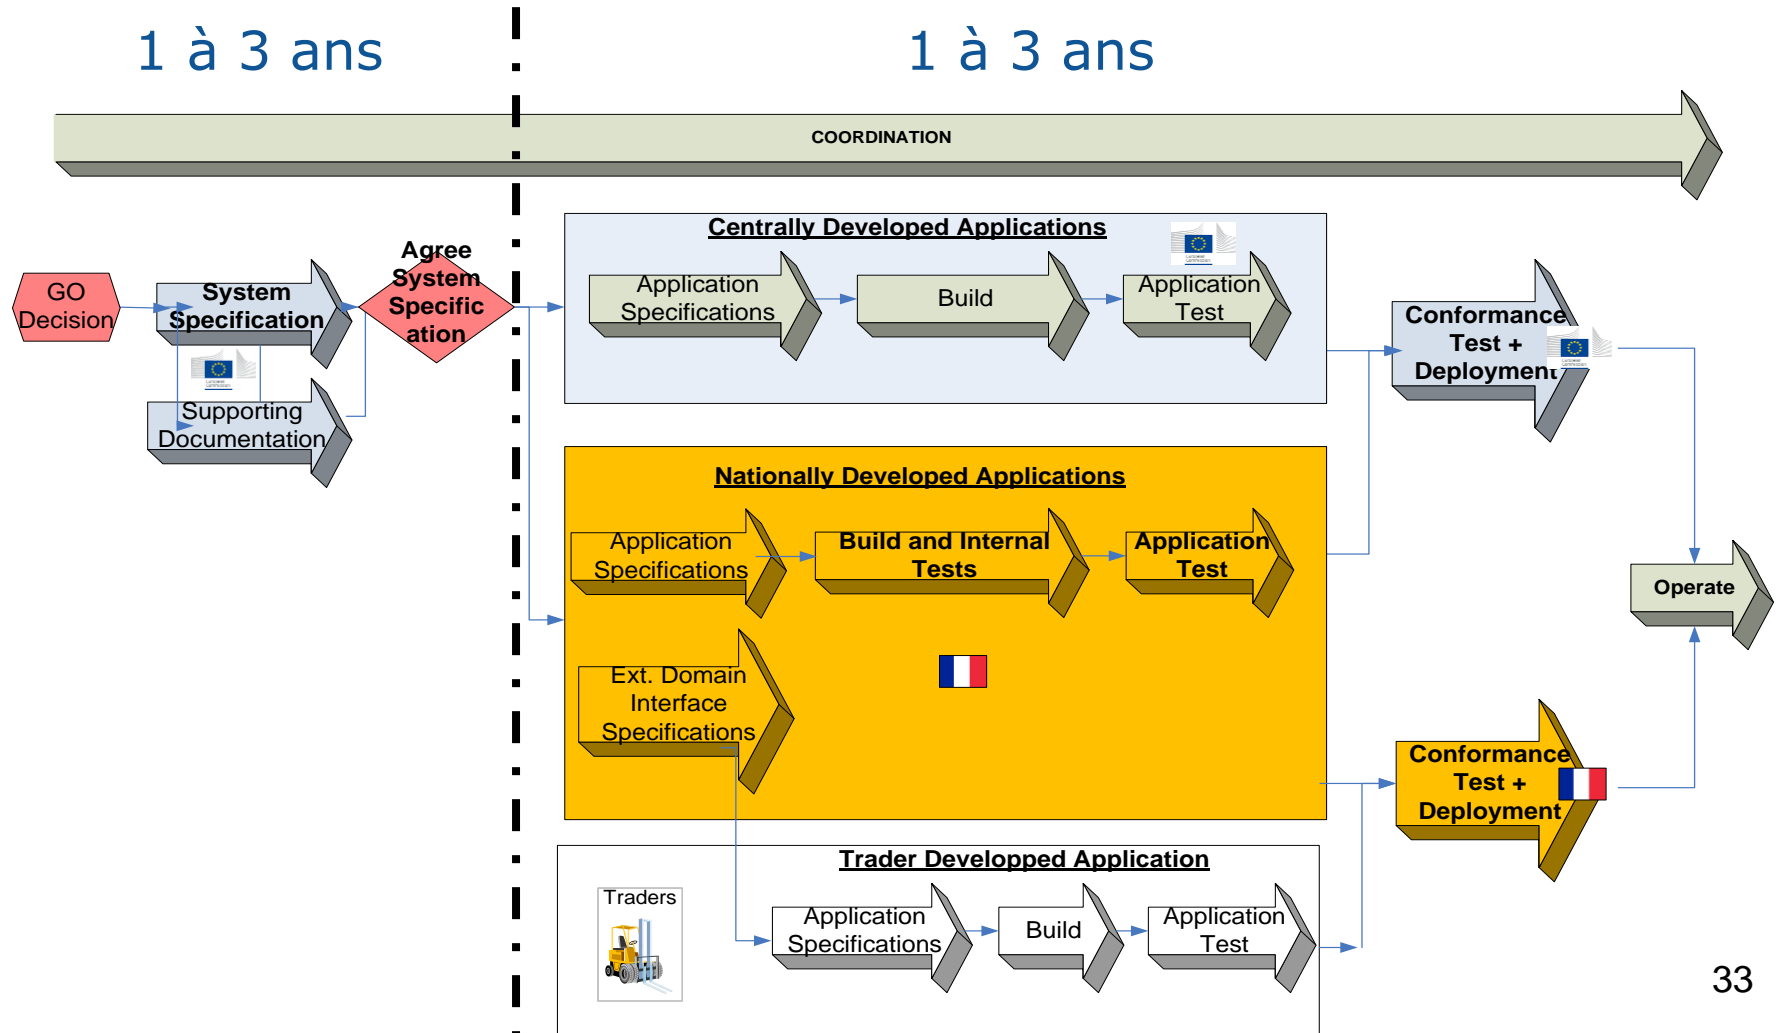 1 à 3 ans
1 à 3 ans
COORDINATION
GO
Decision
System
Specification
Supporting
Documentation
Agree
System
Specific
ation
Centrally Developed Applications
Application
Specifications
Build
Application
Test
Nationally Developed Applications
Application
Specifications
Build and Internal
Tests
Application
Test
Ext. Domain
Interface
Specifications
Trader Developped Application
Traders
Application
Specifications
Build
Application
Test
Conformance
Test +
Deployment
Conformance
Test +
Deployment
Operate
33